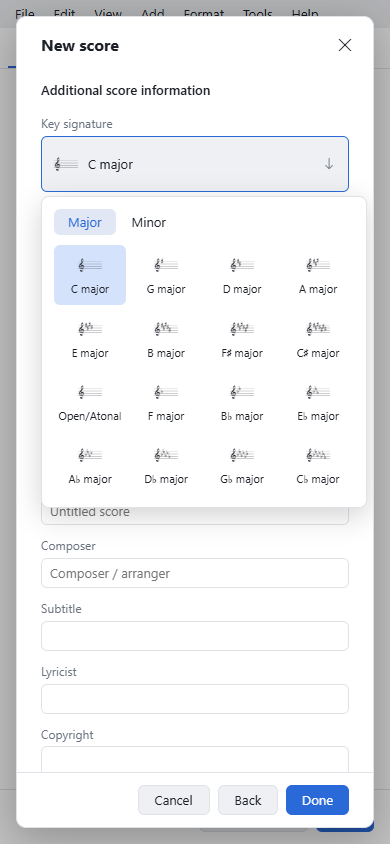 File Edit View Add Format Tools Help
New score
Additional score information
Key signature
C major
Major Minor
C major G major D major A major
E major B major F♯ major C♯ major
Open/Atonal F major B♭ major E♭ major
A♭ major D♭ major G♭ major C♭ major
Untitled score
Composer
Composer / arranger
Subtitle
Lyricist
Copyright
Cancel Back Done